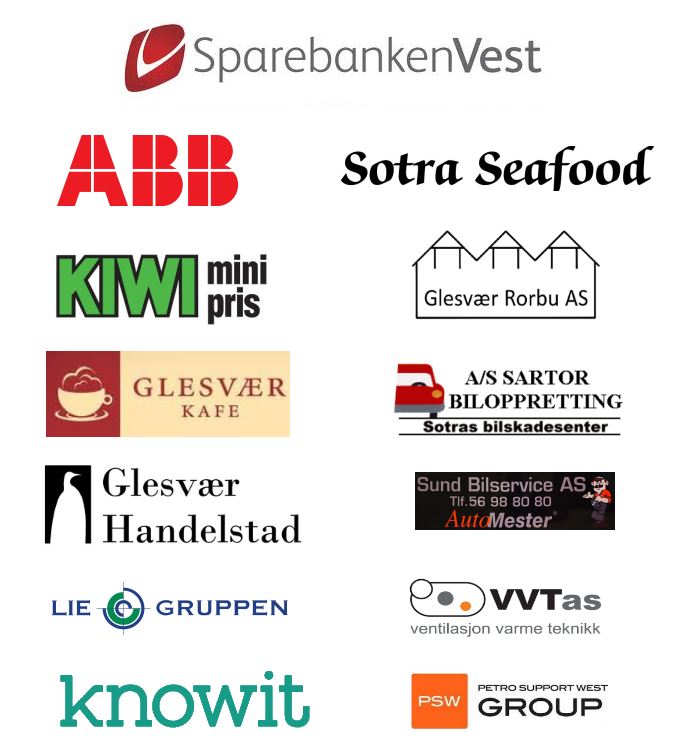 SparebankenVest
ABB
Sotra Seafood
KIWI mini
pris
Glesvær Rorbu AS
GLESVÆR
KAFE
A/S SARTOR
BILOPPRETTING
Sotras bilskadesenter
Glesvær
Handelstad
Sund Bilservice AS
Tlf.56 98 80 80
AutoMester
LIE GRUPPEN
VVTas
ventilasjon varme teknikk
knowit
PSW
PETRO SUPPORT WEST
GROUP